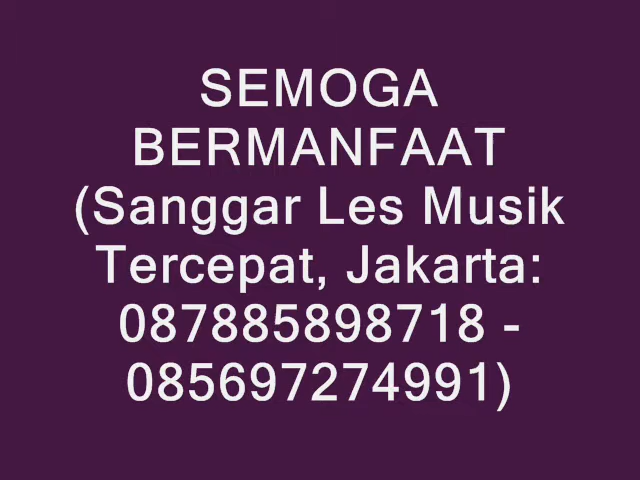 SEMOGA
BERMANFAAT
(Sanggar Les Musik
Tercepat, Jakarta:
087885898718 -
085697274991)